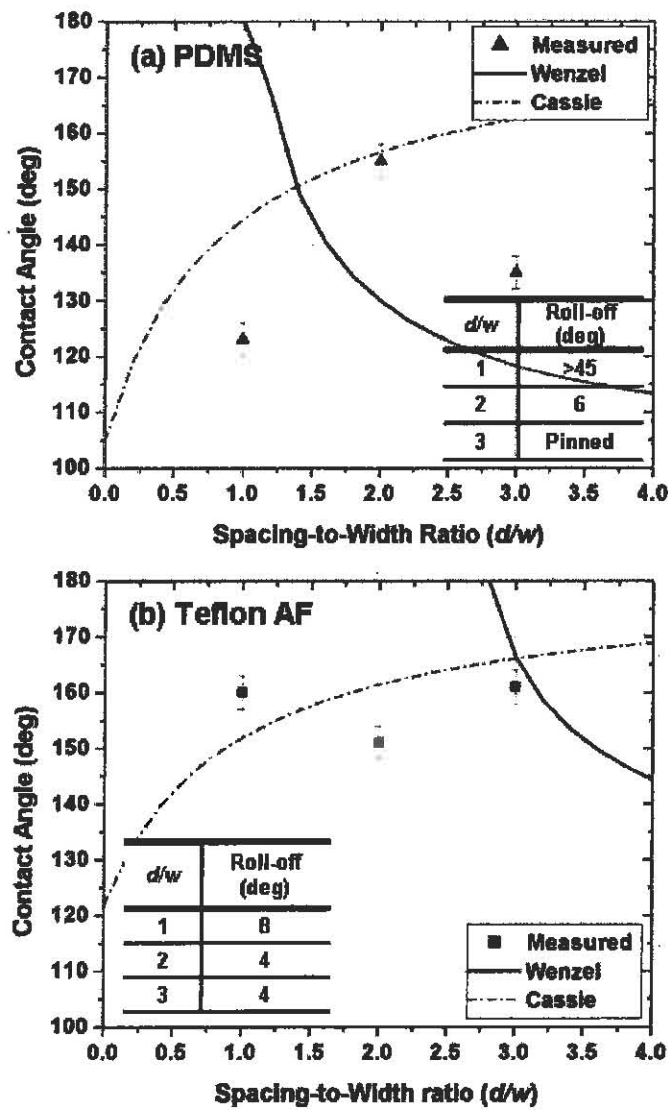 180
170
160
150
140
130
120
110
100
Contact Angle (deg)
(a) PDMS
Measured
Wenzel
Cassie
d/w Roll-off (deg)
1 >45
2 6
3 Pinned
0.0 0.5 1.0 1.5 2.0 2.5 3.0 3.5 4.0
Spacing-to-Width Ratio (d/w)
180
170
160
150
140
130
120
110
100
Contact Angle (deg)
(b) Teflon AF
d/w Roll-off (deg)
1 8
2 4
3 4
Measured
Wenzel
Cassie
0.0 0.5 1.0 1.5 2.0 2.5 3.0 3.5 4.0
Spacing-to-Width ratio (d/w)